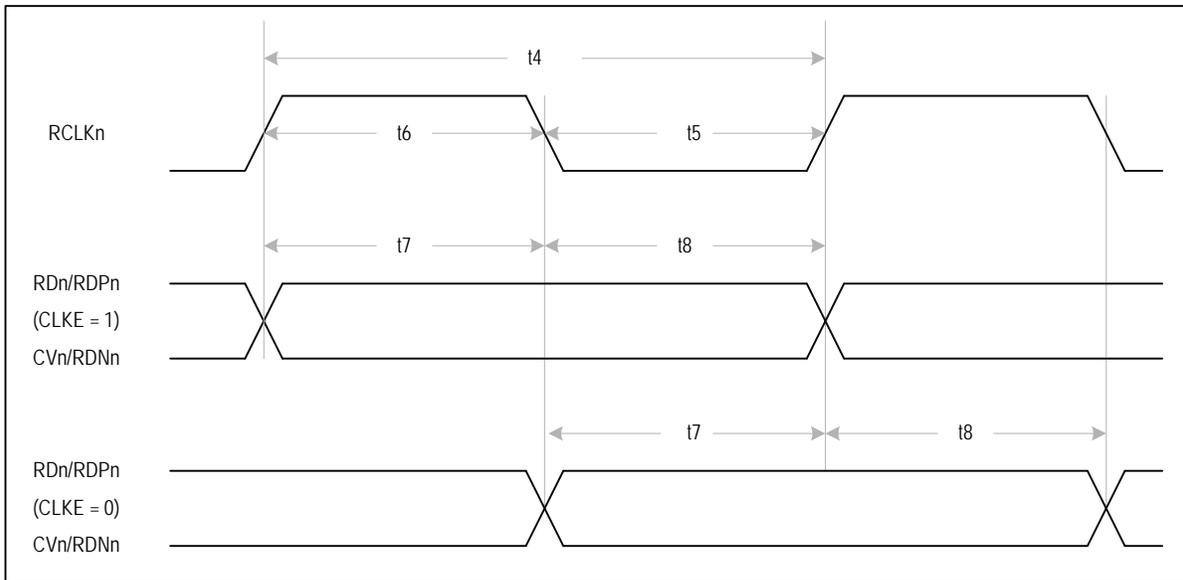 t4
RCLKn
t6
t5
t7
t8
RDn/RDPn
(CLKE = 1)
CVn/RDNn
t7
t8
RDn/RDPn
(CLKE = 0)
CVn/RDNn